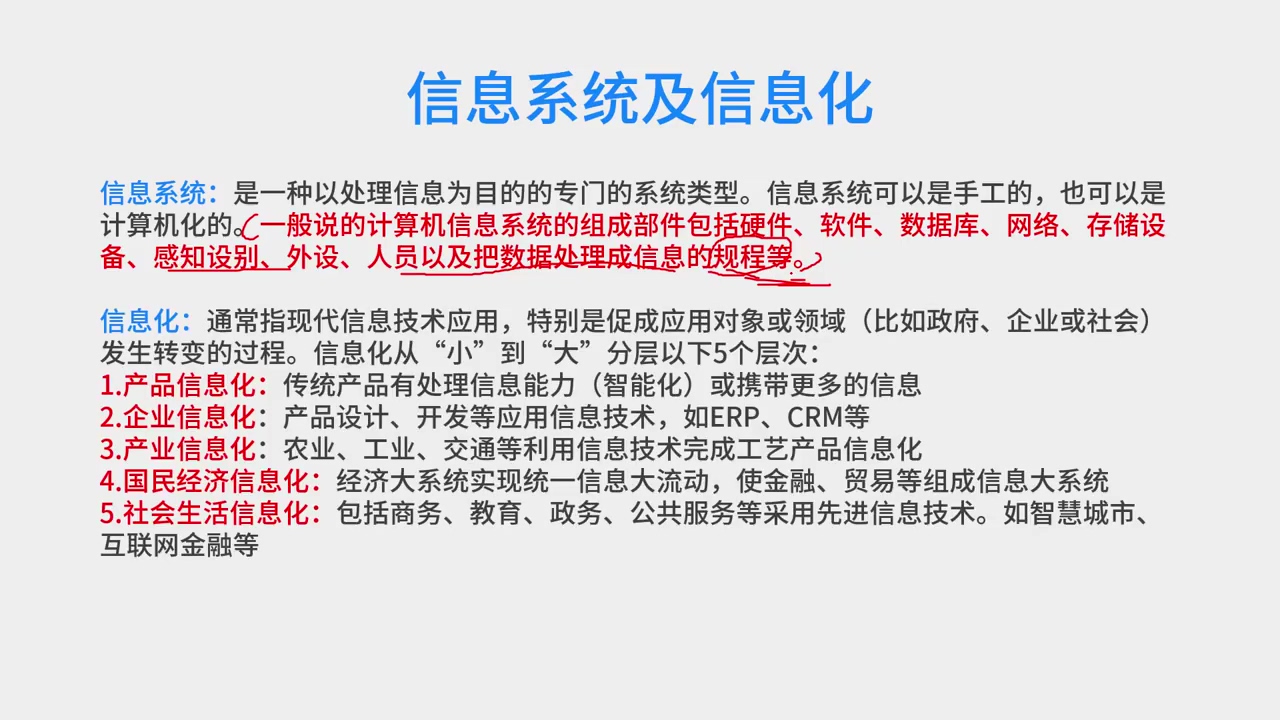 信息系统及信息化
信息系统：是一种以处理信息为目的的专门的系统类型。信息系统可以是手工的，也可以是
计算机化的。一般说的计算机信息系统的组成部件包括硬件、软件、数据库、网络、存储设
备、感知设别、外设、人员以及把数据处理成信息的规程等。
信息化：通常指现代信息技术应用，特别是促成应用对象或领域（比如政府、企业或社会）
发生转变的过程。信息化从“小”到“大”分层以下5个层次：
1.产品信息化：传统产品有处理信息能力（智能化）或携带更多的信息
2.企业信息化：产品设计、开发等应用信息技术，如ERP、CRM等
3.产业信息化：农业、工业、交通等利用信息技术完成工艺产品信息化
4.国民经济信息化：经济大系统实现统一信息大流动，使金融、贸易等组成信息大系统
5.社会生活信息化：包括商务、教育、政务、公共服务等采用先进信息技术。如智慧城市、
互联网金融等